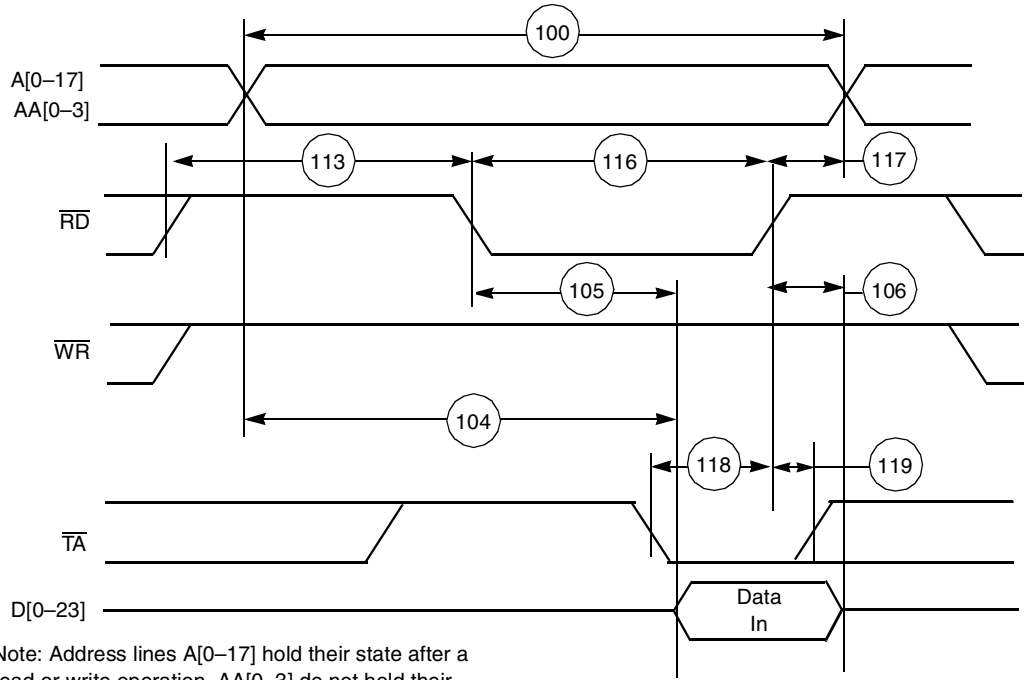 100
A[0–17]
AA[0–3]
113
116
117
RD
105
106
WR
104
118
119
TA
D[0–23]
Data
In
Note: Address lines A[0–17] hold their state after a
read or write operation. AA[0–3] do not hold their